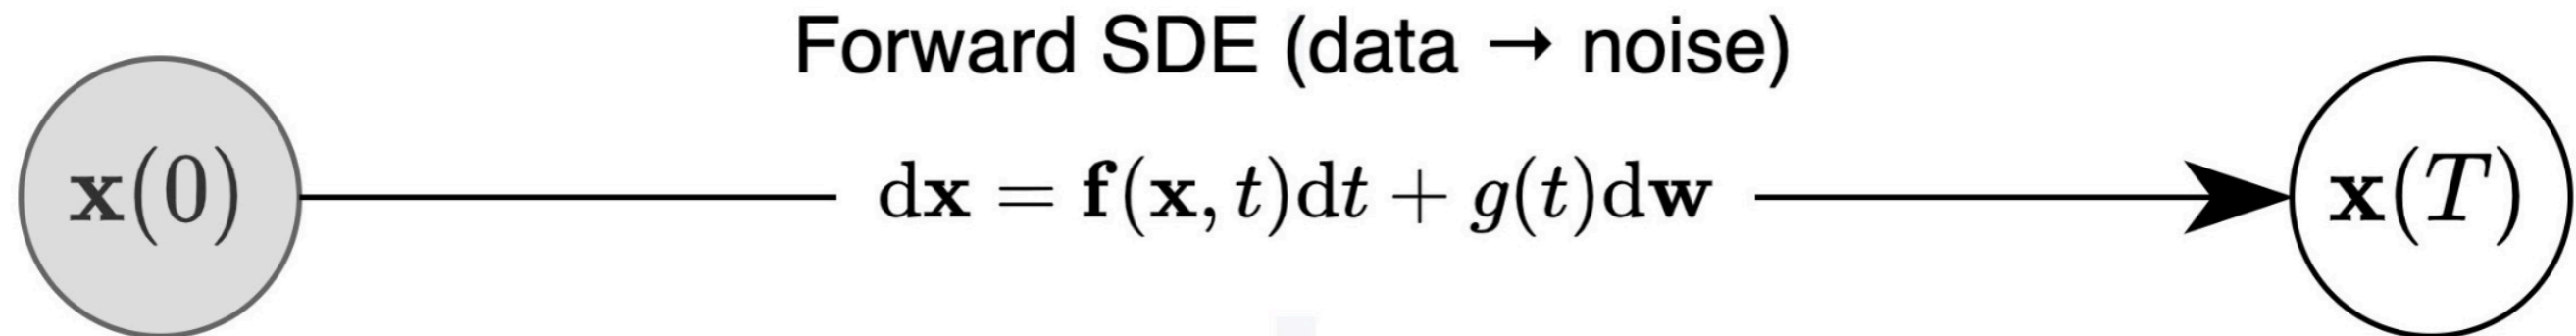 Forward SDE (data → noise)
x(0)
dx = f(x, t)dt + g(t)dw
x(T)